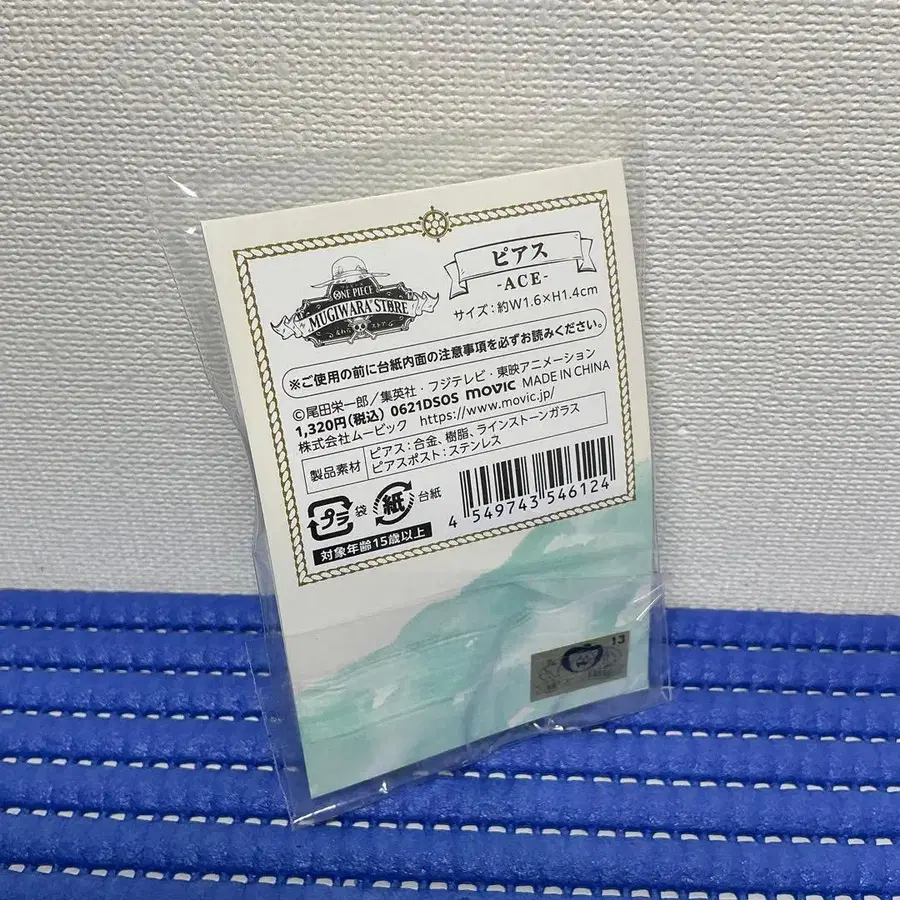 ONE PIECE
MUGIWARA STORE
ストア
ピアス
-ACE-
サイズ:約W1.6×H1.4cm
※ご使用の前に台紙内面の注意事項を必ずお読みください。
©尾田栄一郎/集英社・フジテレビ・東映アニメーション
1,320円(税込) 0621DSOS movic MADE IN CHINA
株式会社ムービック https://www.movic.jp/
製品素材
ピアス:合金、樹脂、ラインストーンガラス
ピアスポスト:ステンレス
プラ 袋 紙 台紙
対象年齢15歳以上
4 549743 546124
13